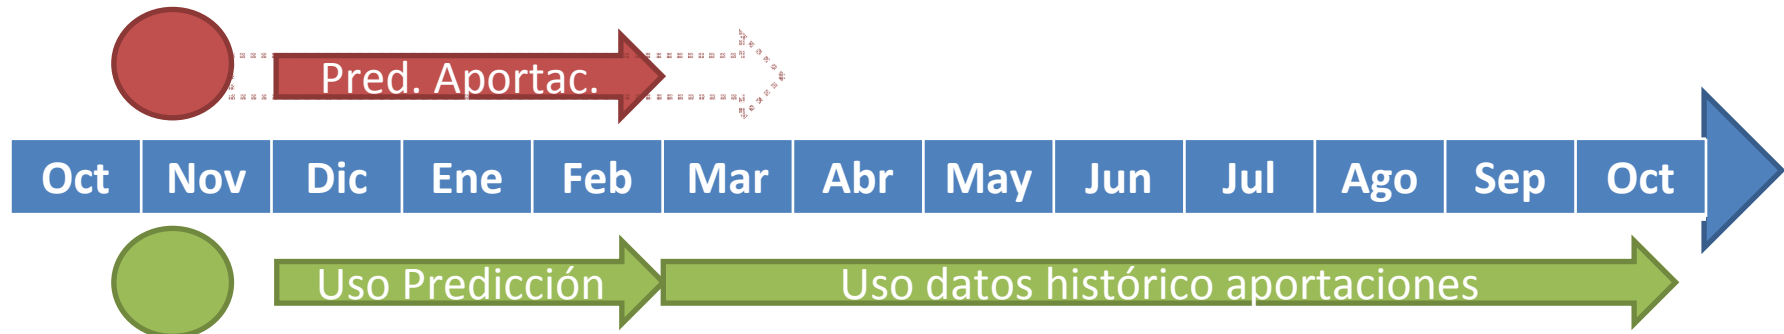 Pred. Aportac.
Oct Nov Dic Ene Feb Mar Abr May Jun Jul Ago Sep Oct
Uso Predicción Uso datos histórico aportaciones